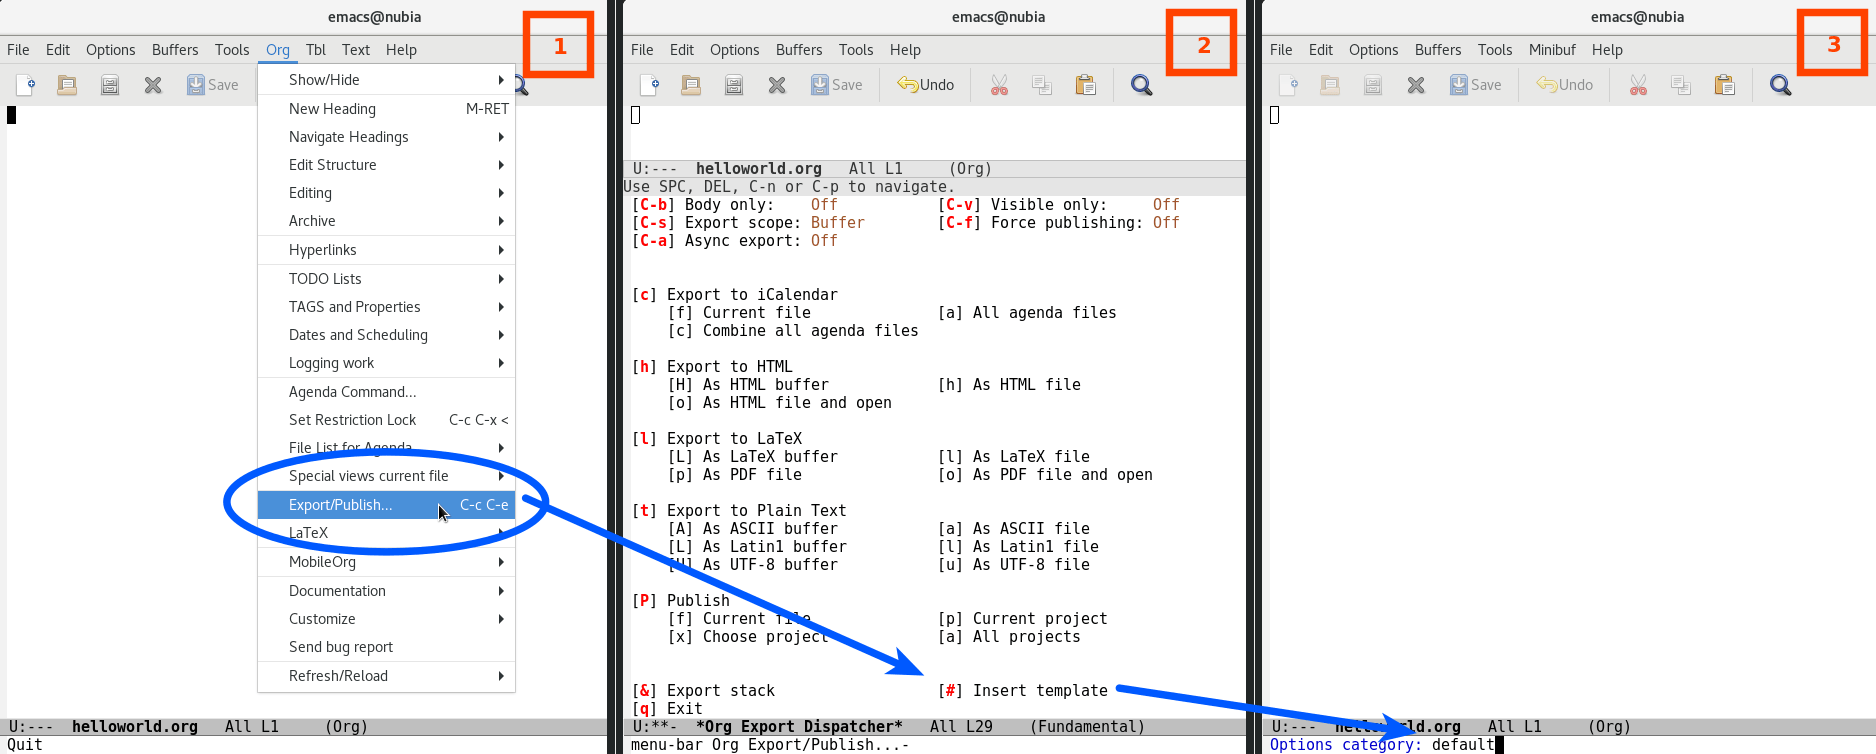 emacs@nubia
1
File Edit Options Buffers Tools Org Tbl Text Help
Save
Show/Hide
New Heading M-RET
Navigate Headings
Edit Structure
Editing
Archive
Hyperlinks
TODO Lists
TAGS and Properties
Dates and Scheduling
Logging work
Agenda Command...
Set Restriction Lock C-c C-x <
File List for Agenda
Special views current file
Export/Publish... C-c C-e
LaTeX
MobileOrg
Documentation
Customize
Send bug report
Refresh/Reload
U:--- helloworld.org All L1 (Org)
Quit
emacs@nubia
2
File Edit Options Buffers Tools Help
Save Undo
U:--- helloworld.org All L1 (Org)
Use SPC, DEL, C-n or C-p to navigate.
[C-b] Body only: Off [C-v] Visible only: Off
[C-s] Export scope: Buffer [C-f] Force publishing: Off
[C-a] Async export: Off
[c] Export to iCalendar
[f] Current file [a] All agenda files
[c] Combine all agenda files
[h] Export to HTML
[H] As HTML buffer [h] As HTML file
[o] As HTML file and open
[l] Export to LaTeX
[L] As LaTeX buffer [l] As LaTeX file
[p] As PDF file [o] As PDF file and open
[t] Export to Plain Text
[A] As ASCII buffer [a] As ASCII file
[L] As Latin1 buffer [l] As Latin1 file
[U] As UTF-8 buffer [u] As UTF-8 file
[P] Publish
[f] Current file [p] Current project
[x] Choose project [a] All projects
[&] Export stack [#] Insert template
[q] Exit
U:**- *Org Export Dispatcher* All L29 (Fundamental)
menu-bar Org Export/Publish...-
emacs@nubia
3
File Edit Options Buffers Tools Minibuf Help
Save Undo
U:--- helloworld.org All L1 (Org)
Options category: default